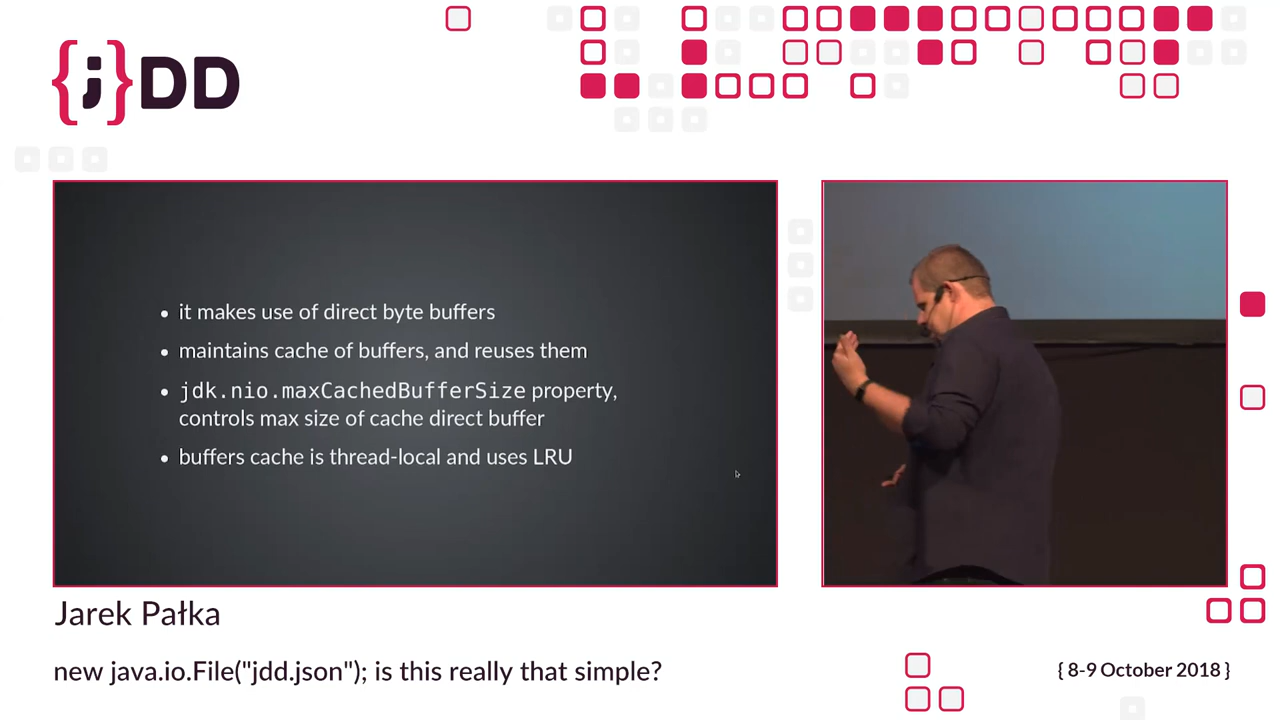 {j}DD
• it makes use of direct byte buffers
• maintains cache of buffers, and reuses them
• jdk.nio.maxCachedBufferSize property,
controls max size of cache direct buffer
• buffers cache is thread-local and uses LRU
Jarek Pałka
new java.io.File("jdd.json"); is this really that simple?
{ 8-9 October 2018 }